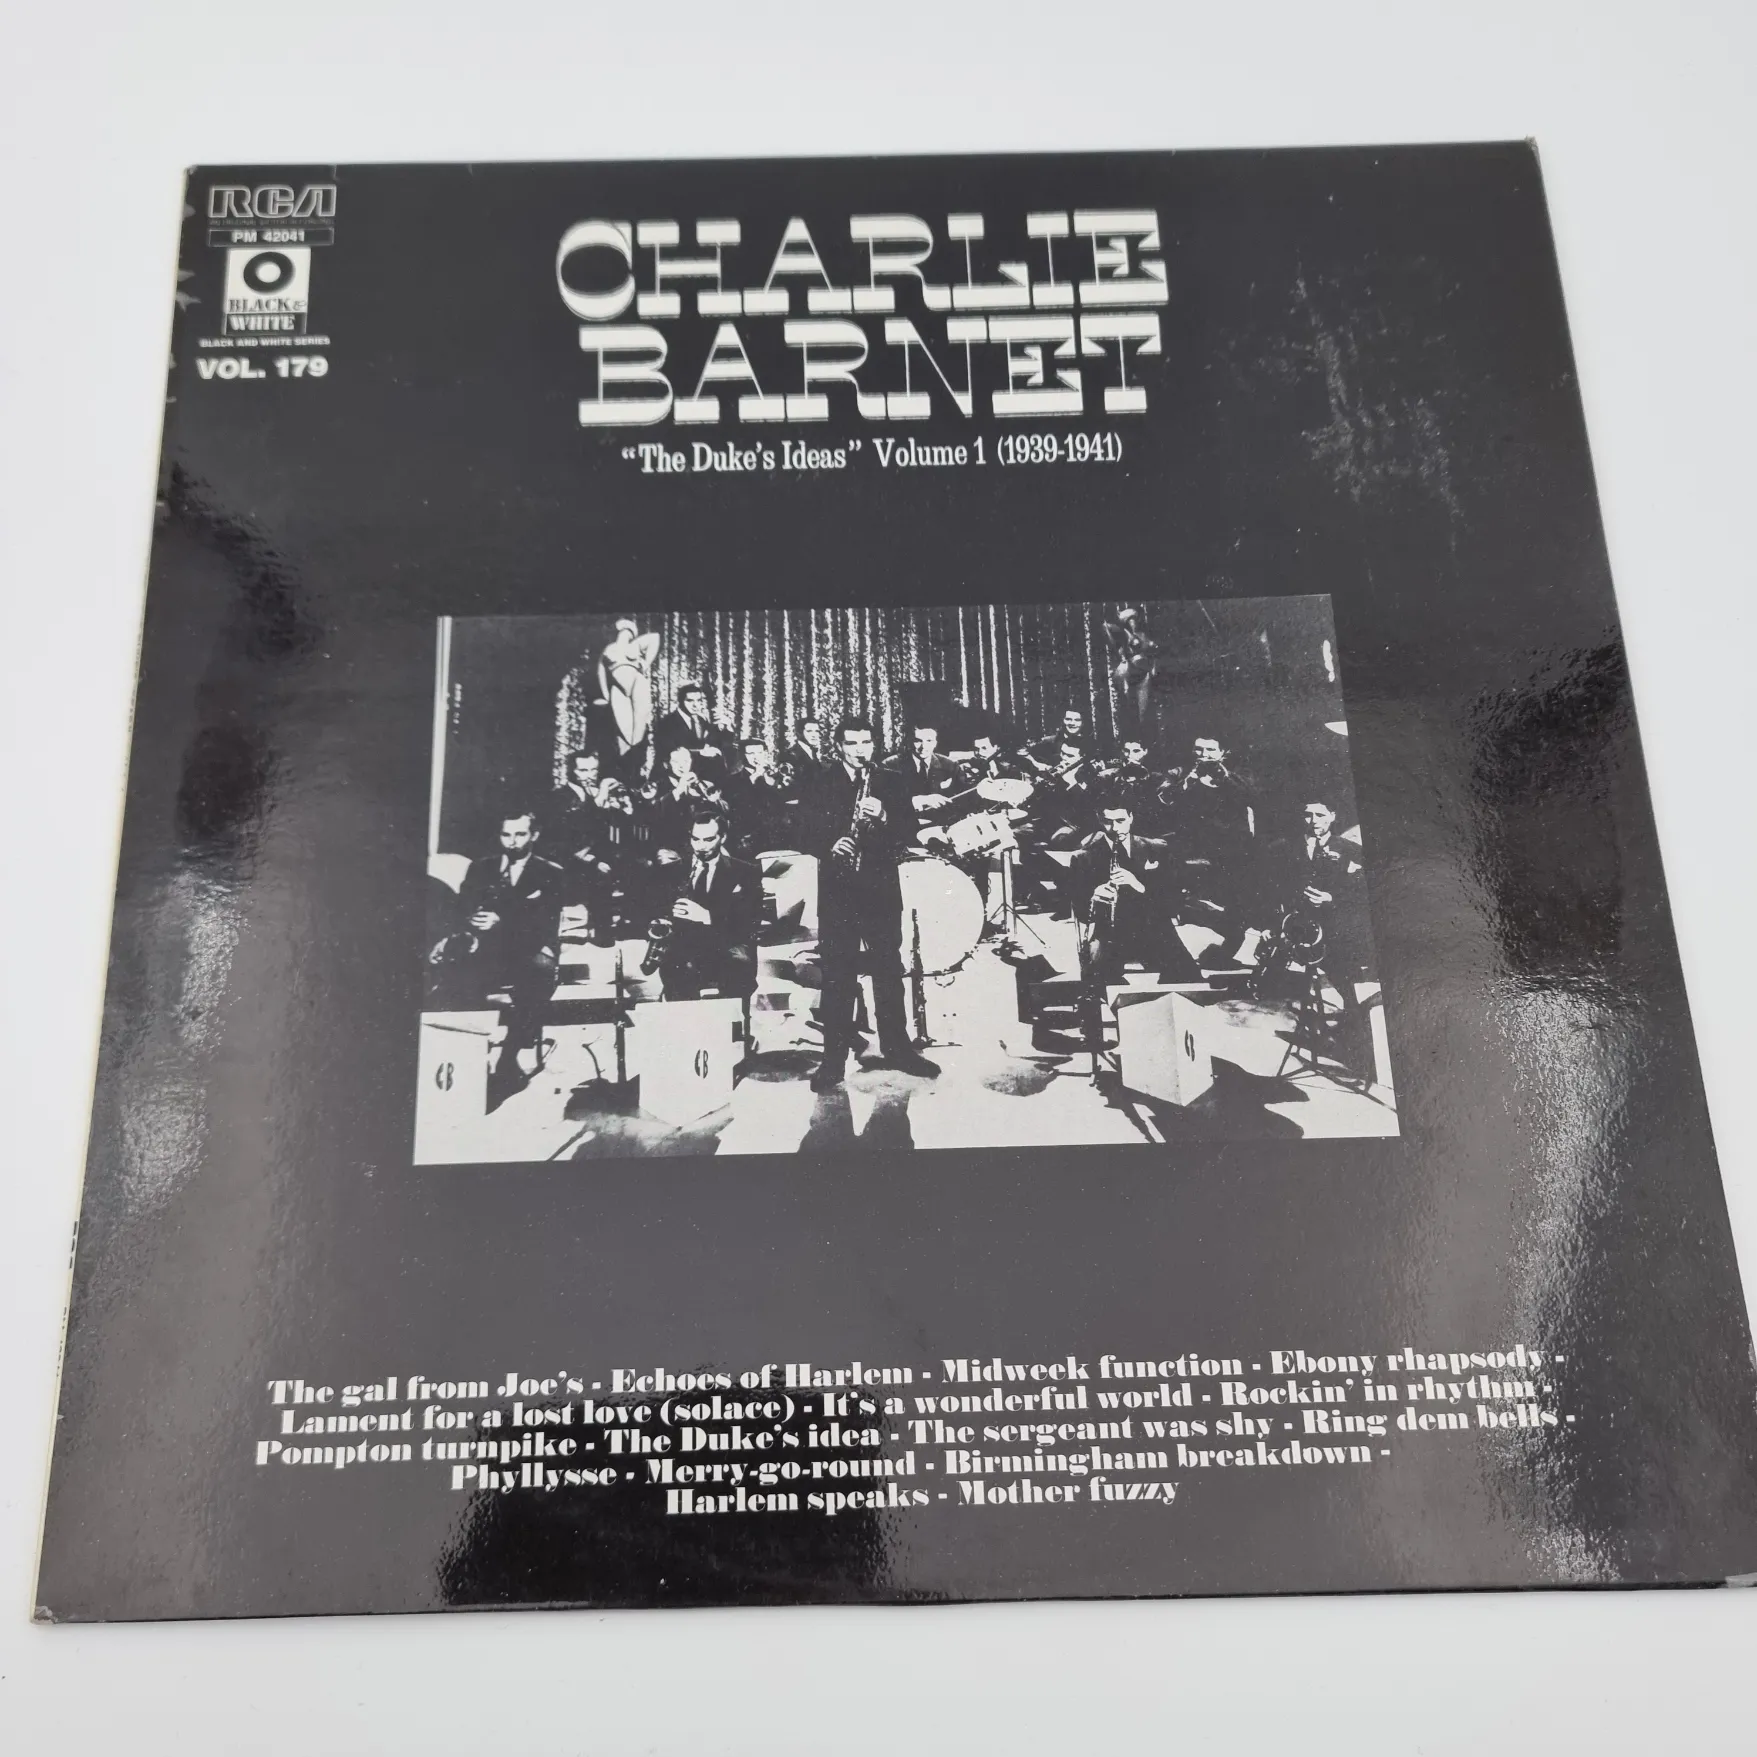 RCA
PM 42041
BLACK &
WHITE
BLACK AND WHITE SERIES
VOL. 179
CHARLIE
BARNET
“The Duke’s Ideas” Volume 1 (1939-1941)
CB
CB
The gal from Joe’s - Echoes of Harlem - Midweek function - Ebony rhapsody -
Lament for a lost love (solace) - It’s a wonderful world - Rockin’ in rhythm -
Pompton turnpike - The Duke’s idea - The sergeant was shy - Ring dem bells -
Phyllysse - Merry-go-round - Birmingham breakdown -
Harlem speaks - Mother fuzzy